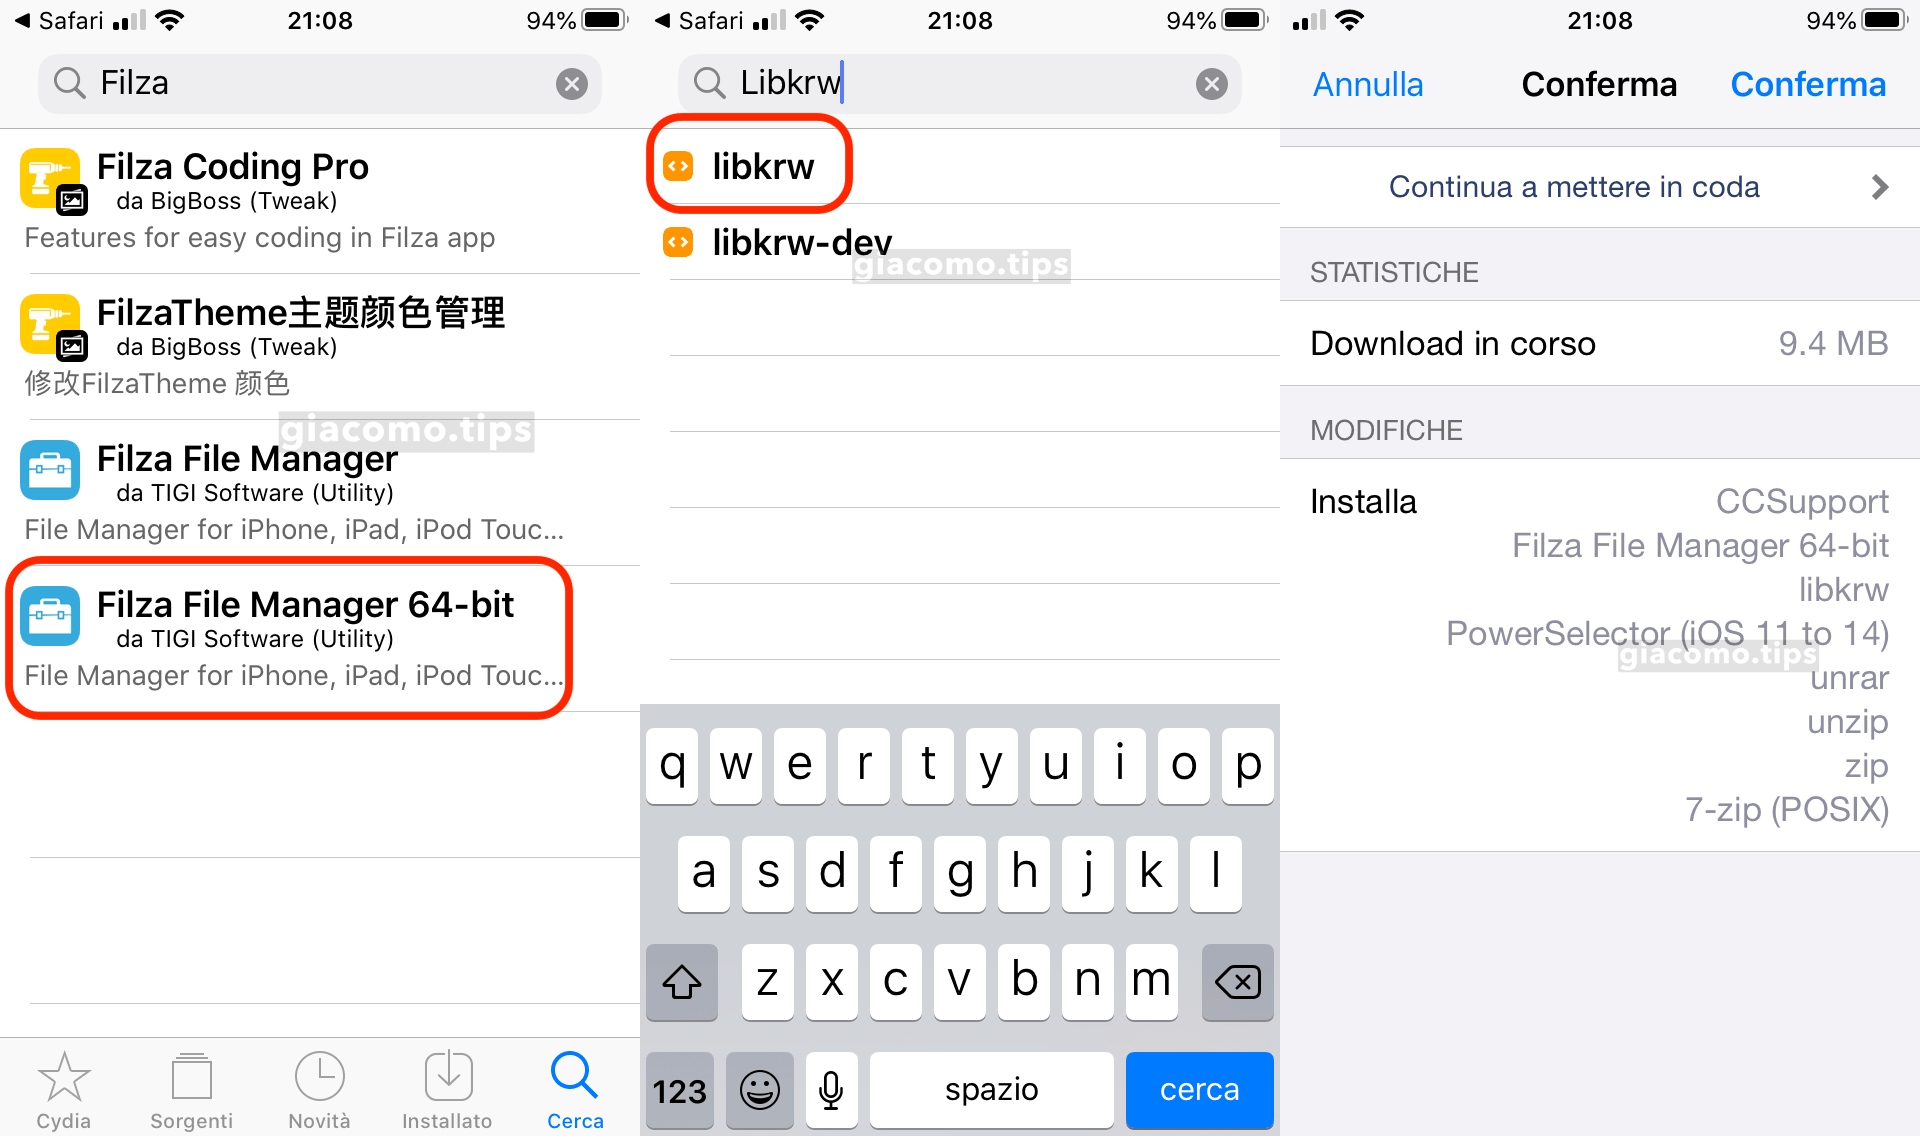 Safari 21:08 94%
Filza
Filza Coding Pro
da BigBoss (Tweak)
Features for easy coding in Filza app
FilzaTheme主题颜色管理
da BigBoss (Tweak)
修改FilzaTheme 颜色
giacomo.tips
Filza File Manager
da TIGI Software (Utility)
File Manager for iPhone, iPad, iPod Touc...
Filza File Manager 64-bit
da TIGI Software (Utility)
File Manager for iPhone, iPad, iPod Touc...
Cydia Sorgenti Novità Installato Cerca
Safari 21:08 94%
Libkrw
libkrw
libkrw-dev
giacomo.tips
q w e r t y u i o p
a s d f g h j k l
z x c v b n m
123 spazio cerca
21:08 94%
Annulla Conferma Conferma
Continua a mettere in coda
STATISTICHE
Download in corso 9.4 MB
MODIFICHE
Installa CCSupport
Filza File Manager 64-bit
libkrw
PowerSelector (iOS 11 to 14)
giacomo.tips
unrar
unzip
zip
7-zip (POSIX)